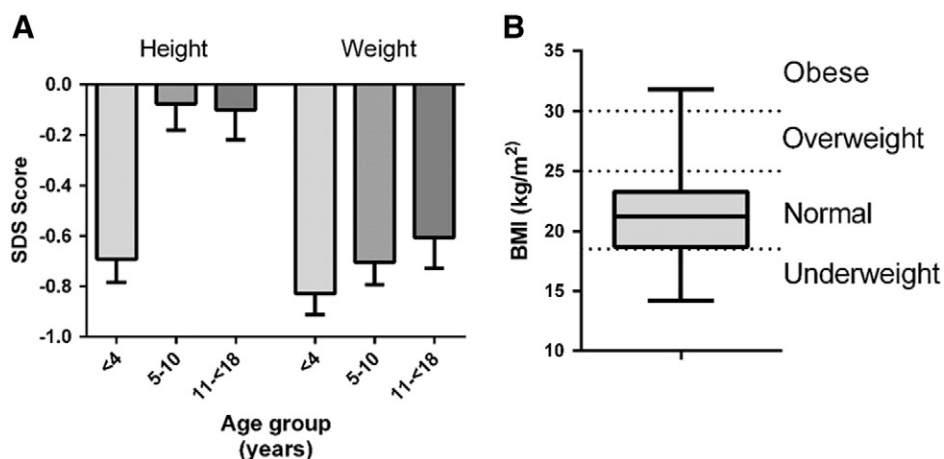 A
Height Weight
0.0
-0.2
-0.4
-0.6
-0.8
-1.0
SDS Score
<4 5-10 11-<18 <4 5-10 11-<18
Age group
(years)
B
35
30
25
20
15
10
BMI (kg/m²)
Obese
Overweight
Normal
Underweight